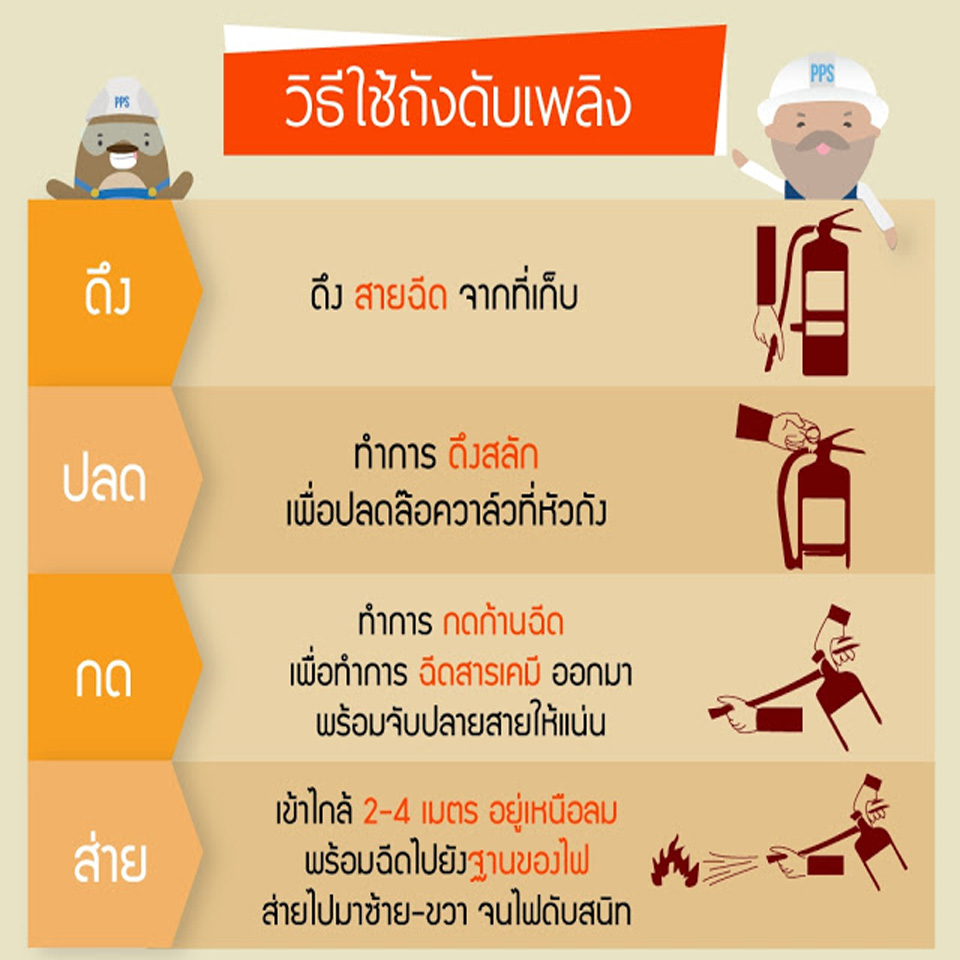 วิธีใช้ถังดับเพลิง
PPS
PPS
ดึง
ดึง สายฉีด จากที่เก็บ
ปลด
ทำการ ดึงสลัก
เพื่อปลดล๊อควาล์วที่หัวถัง
กด
ทำการ กดก้านฉีด
เพื่อทำการ ฉีดสารเคมี ออกมา
พร้อมจับปลายสายให้แน่น
ส่าย
เข้าใกล้ 2-4 เมตร อยู่เหนือลม
พร้อมฉีดไปยังฐานของไฟ
ส่ายไปมาซ้าย-ขวา จนไฟดับสนิท